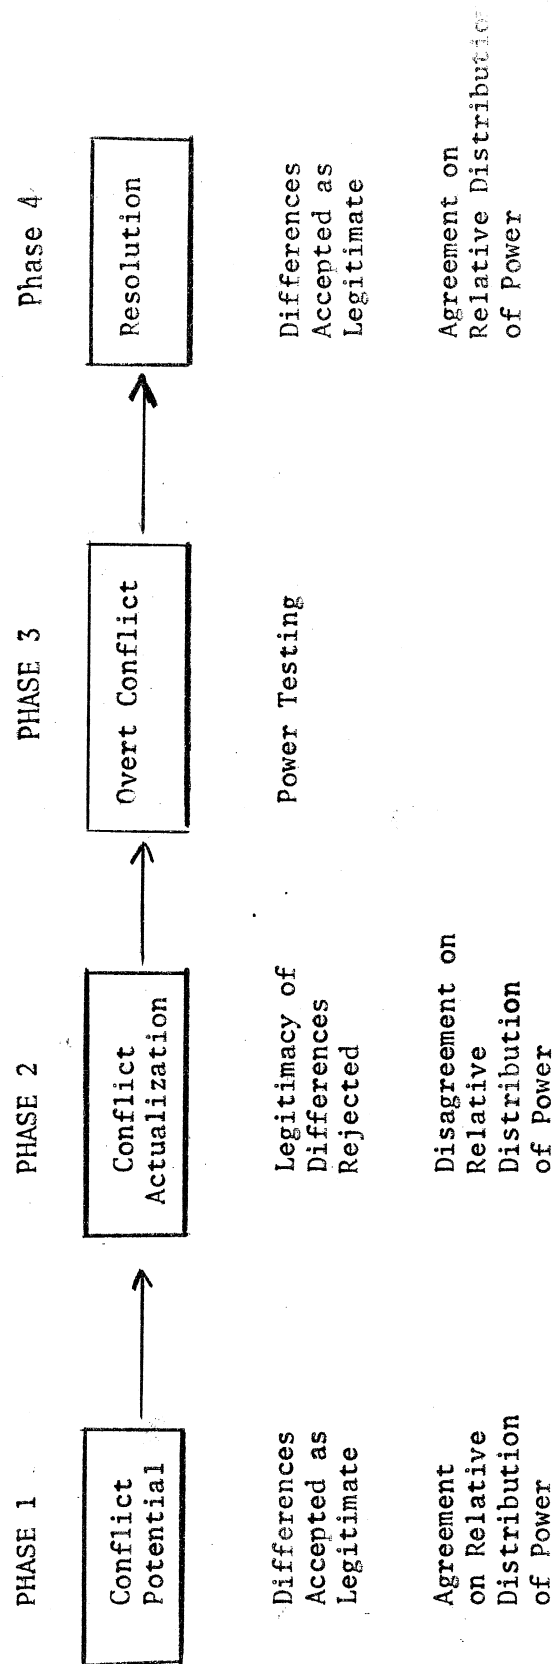 PHASE 1
Conflict
Potential
Differences
Accepted as
Legitimate
Agreement
on Relative
Distribution
of Power
PHASE 2
Conflict
Actualization
Legitimacy of
Differences
Rejected
Disagreement on
Relative
Distribution
of Power
PHASE 3
Overt Conflict
Power Testing
Phase 4
Resolution
Differences
Accepted as
Legitimate
Agreement on
Relative Distributio
of Power